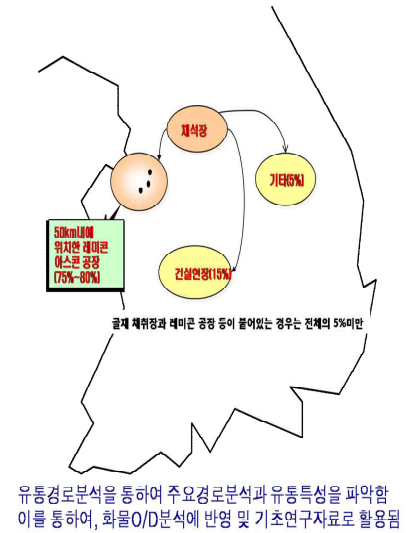 채석장
기타(5%)
50km내에
위치한 레미콘
아스콘 공장
(75%~80%)
건설현장(15%)
골재 채취장과 레미콘 공장 등이 붙어있는 경우는 전체의 5%미만
유통경로분석을 통하여 주요경로분석과 유통특성을 파악함
이를 통하여, 화물O/D분석에 반영 및 기초연구자료로 활용됨